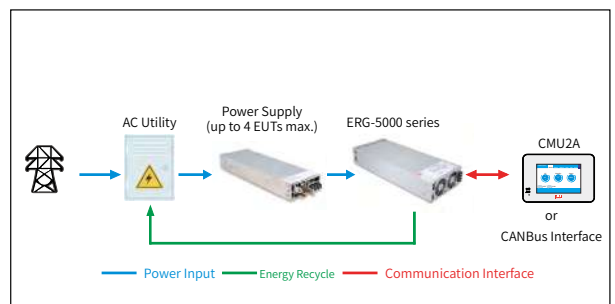 Power Supply
(up to 4 EUTs max.)
AC Utility
ERG-5000 series
CMU2A
or
CANBus Interface
Power Input
Energy Recycle
Communication Interface